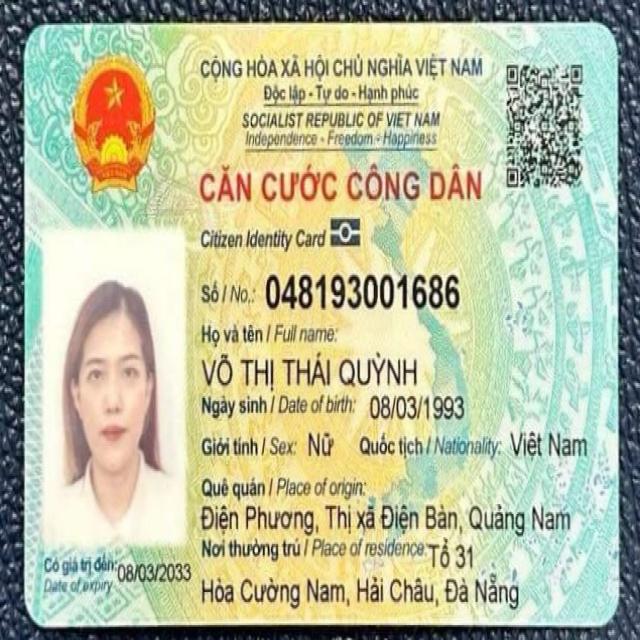 CỘNG HÒA XÃ HỘI CHỦ NGHĨA VIỆT NAM
Độc lập - Tự do - Hạnh phúc
SOCIALIST REPUBLIC OF VIET NAM
Independence - Freedom - Happiness
CĂN CƯỚC CÔNG DÂN
Citizen Identity Card
Số / No.: 048193001686
Họ và tên / Full name:
VÕ THỊ THÁI QUỲNH
Ngày sinh / Date of birth: 08/03/1993
Giới tính / Sex: Nữ Quốc tịch / Nationality: Việt Nam
Quê quán / Place of origin:
Điện Phương, Thị xã Điện Bàn, Quảng Nam
Nơi thường trú / Place of residence: Tổ 31
Hòa Cường Nam, Hải Châu, Đà Nẵng
Có giá trị đến: 08/03/2033
Date of expiry